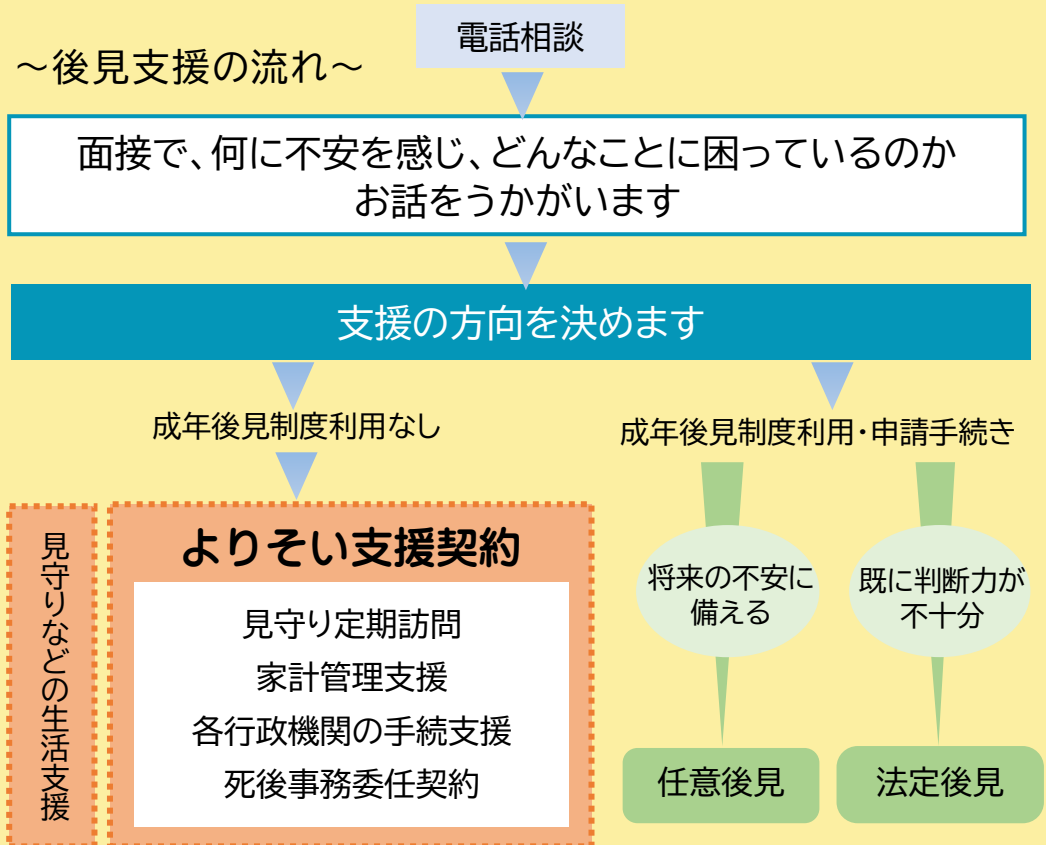 電話相談
～後見支援の流れ～
面接で、何に不安を感じ、どんなことに困っているのか
お話をうかがいます
支援の方向を決めます
成年後見制度利用なし
成年後見制度利用・申請手続き
見守りなどの生活支援
よりそい支援契約
見守り定期訪問
家計管理支援
各行政機関の手続支援
死後事務委任契約
将来の不安に
備える
既に判断力が
不十分
任意後見
法定後見